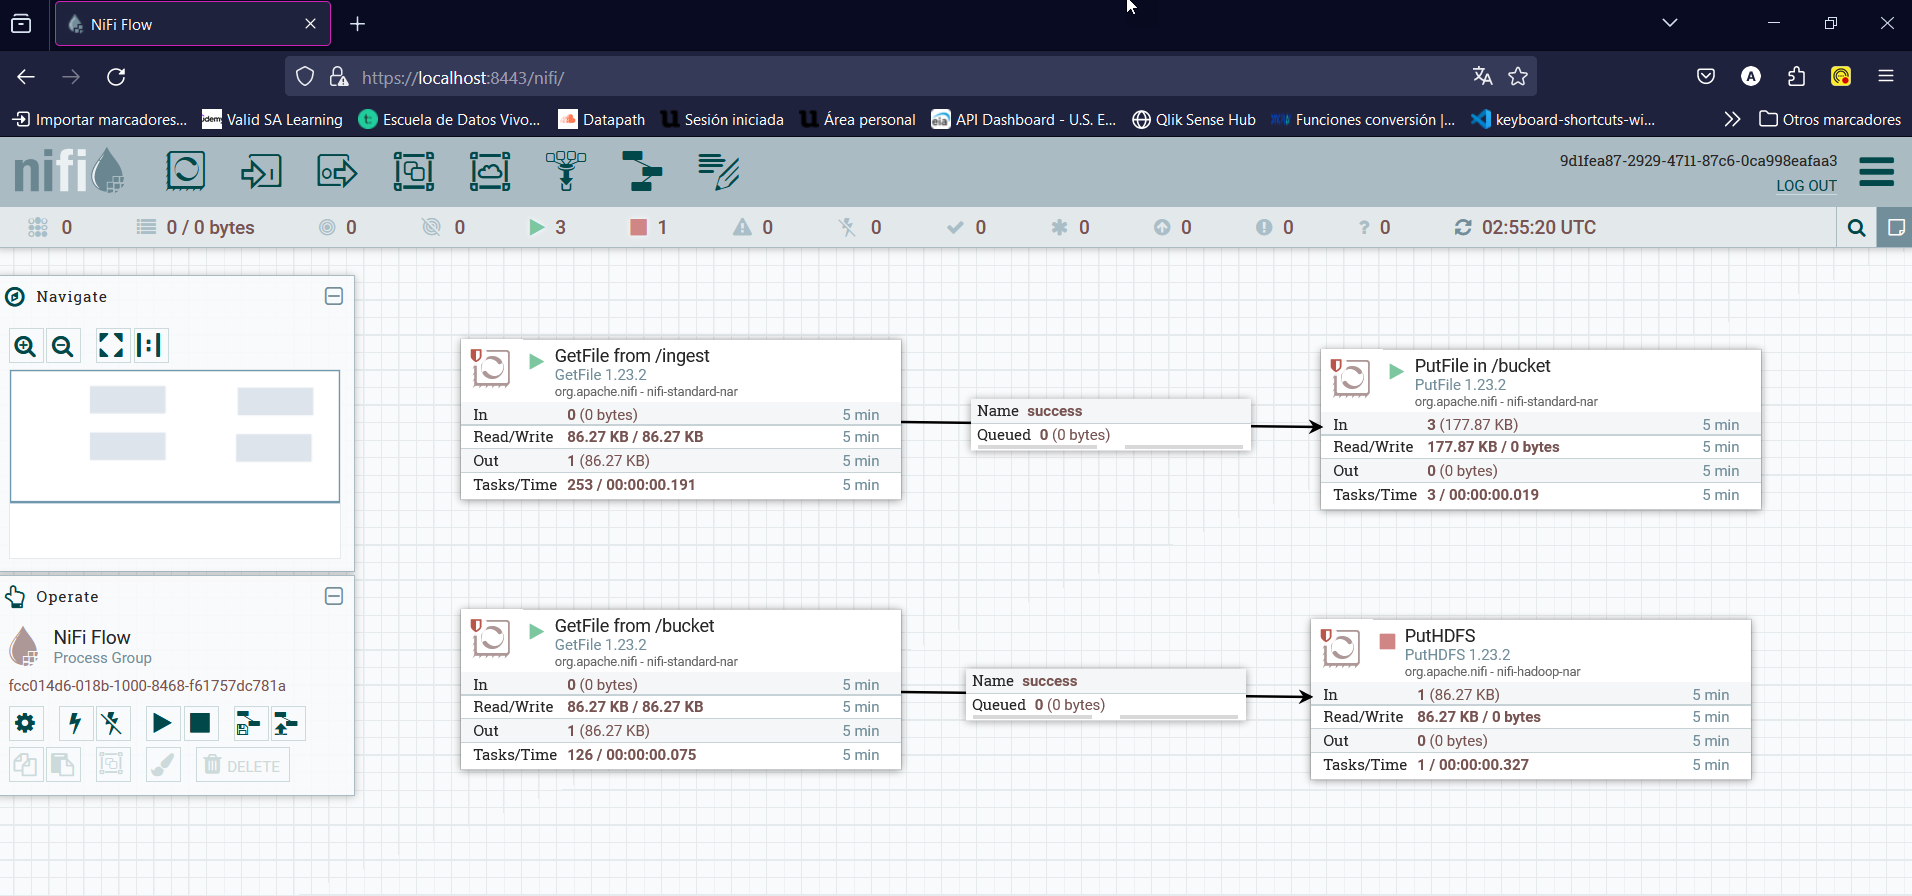 NiFi Flow
https://localhost:8443/nifi/
Importar marcadores...
Valid SA Learning
Escuela de Datos Vivo...
Datapath
Sesión iniciada
Área personal
API Dashboard - U.S. E...
Qlik Sense Hub
Funciones conversión |...
keyboard-shortcuts-wi...
Otros marcadores
nifi
9d1fea87-2929-4711-87c6-0ca998eafaa3
LOG OUT
0 0 / 0 bytes 0 0 3 1 0 0 0 0 0 0 ? 0 02:55:20 UTC
Navigate
Operate
NiFi Flow
Process Group
fcc014d6-018b-1000-8468-f61757dc781a
DELETE
GetFile from /ingest
GetFile 1.23.2
org.apache.nifi - nifi-standard-nar
In 0 (0 bytes) 5 min
Read/Write 86.27 KB / 86.27 KB 5 min
Out 1 (86.27 KB) 5 min
Tasks/Time 253 / 00:00:00.191 5 min
Name success
Queued 0 (0 bytes)
PutFile in /bucket
PutFile 1.23.2
org.apache.nifi - nifi-standard-nar
In 3 (177.87 KB) 5 min
Read/Write 177.87 KB / 0 bytes 5 min
Out 0 (0 bytes) 5 min
Tasks/Time 3 / 00:00:00.019 5 min
GetFile from /bucket
GetFile 1.23.2
org.apache.nifi - nifi-standard-nar
In 0 (0 bytes) 5 min
Read/Write 86.27 KB / 86.27 KB 5 min
Out 1 (86.27 KB) 5 min
Tasks/Time 126 / 00:00:00.075 5 min
Name success
Queued 0 (0 bytes)
PutHDFS
PutHDFS 1.23.2
org.apache.nifi - nifi-hadoop-nar
In 1 (86.27 KB) 5 min
Read/Write 86.27 KB / 0 bytes 5 min
Out 0 (0 bytes) 5 min
Tasks/Time 1 / 00:00:00.327 5 min